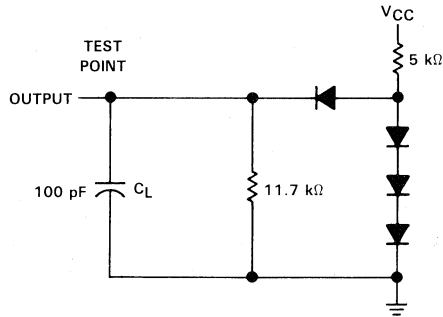 VCC
TEST
POINT
5 kΩ
OUTPUT
100 pF
CL
11.7 kΩ